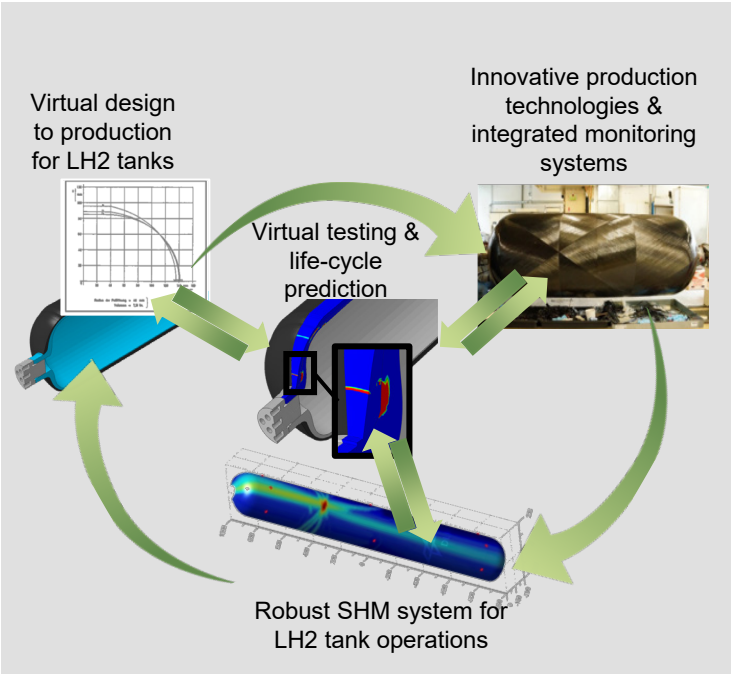 Virtual design
to production
for LH2 tanks
Innovative production
technologies &
integrated monitoring
systems
Virtual testing &
life-cycle
prediction
Robust SHM system for
LH2 tank operations